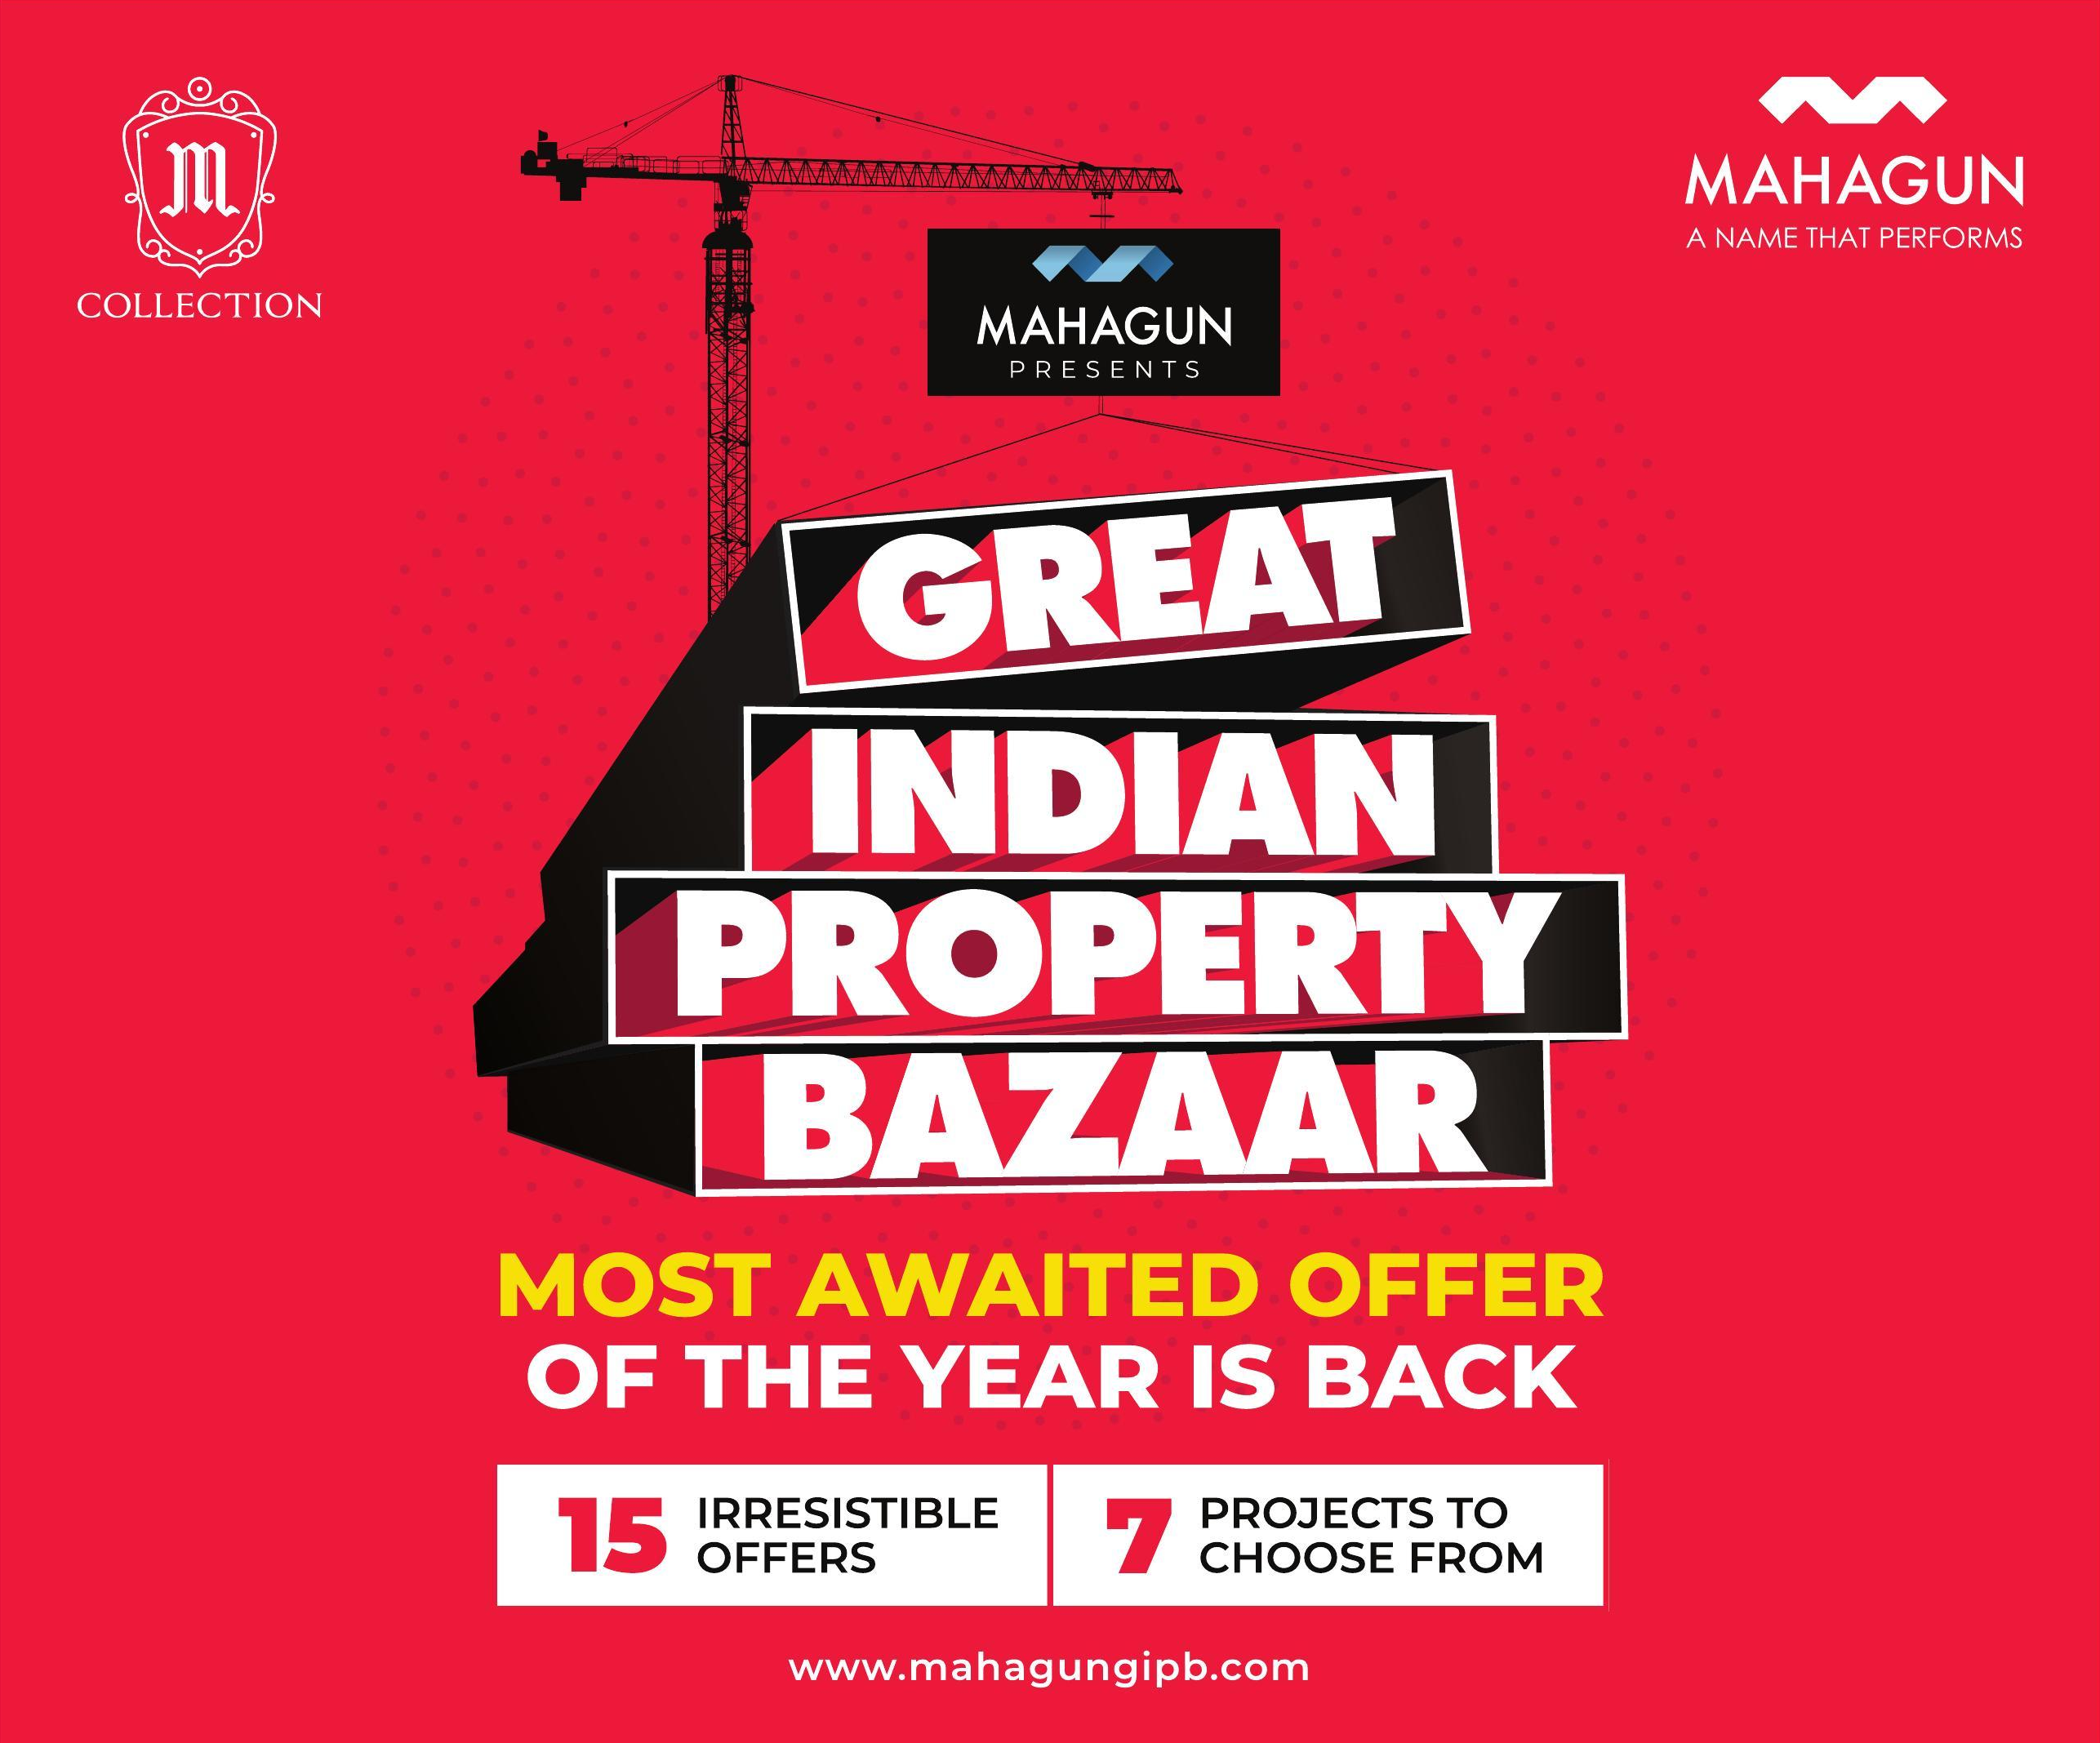 M
COLLECTION
MAHAGUN
A NAME THAT PERFORMS
MAHAGUN
PRESENTS
GREAT
INDIAN
PROPERTY
BAZAAR
MOST AWAITED OFFER
OF THE YEAR IS BACK
15 IRRESISTIBLE
OFFERS
7 PROJECTS TO
CHOOSE FROM
www.mahagungipb.com